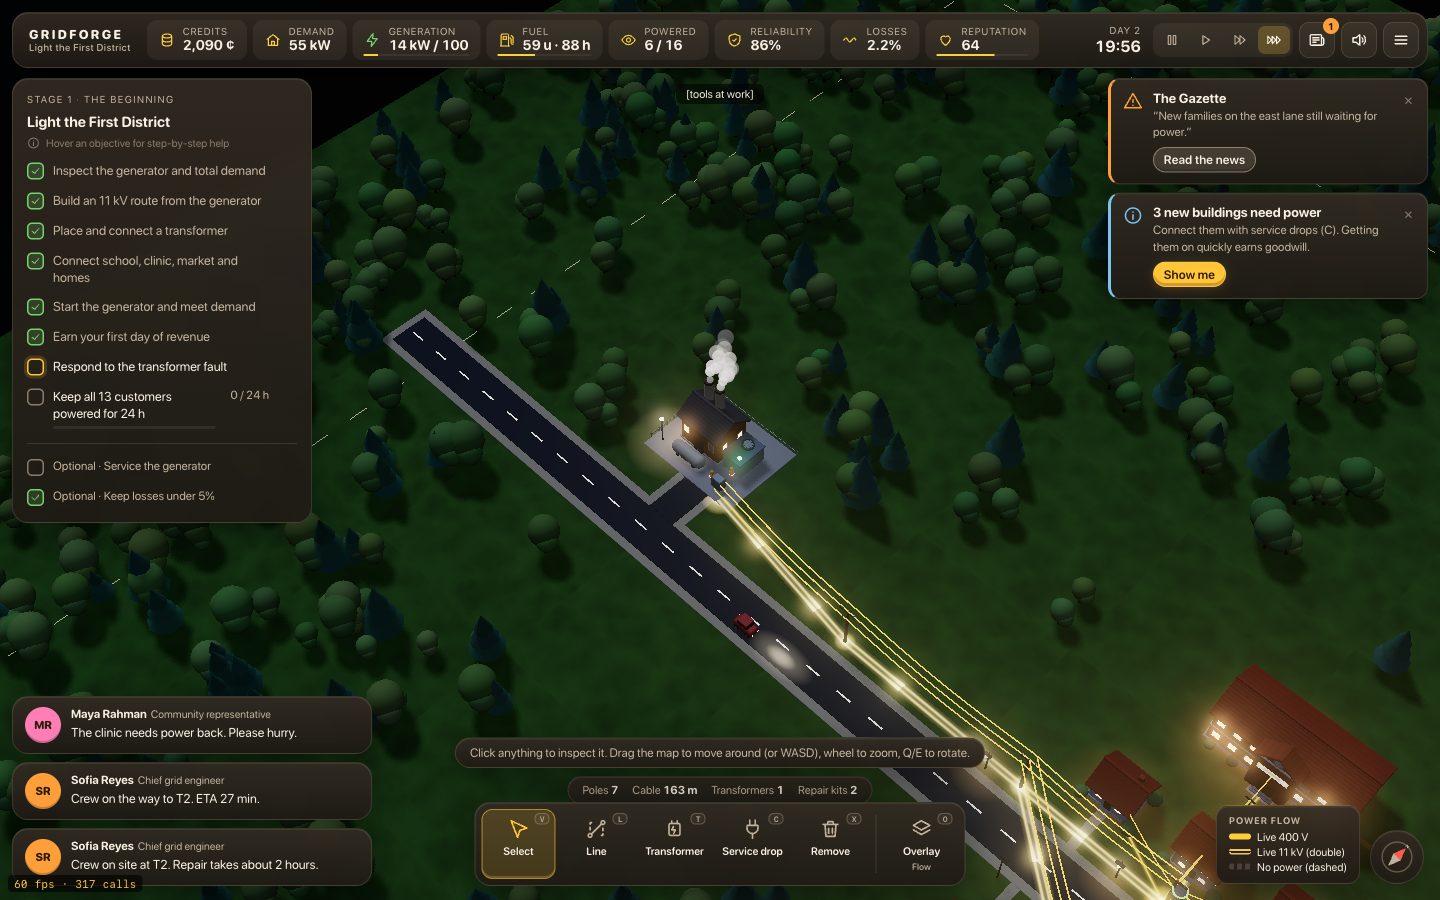 GRIDFORGE
Light the First District
CREDITS
2,090 ¢
DEMAND
55 kW
GENERATION
14 kW / 100
FUEL
59 u · 88 h
POWERED
6 / 16
RELIABILITY
86%
LOSSES
2.2%
REPUTATION
64
DAY 2
19:56
1
[tools at work]
STAGE 1 · THE BEGINNING
Light the First District
Hover an objective for step-by-step help
Inspect the generator and total demand
Build an 11 kV route from the generator
Place and connect a transformer
Connect school, clinic, market and
homes
Start the generator and meet demand
Earn your first day of revenue
Respond to the transformer fault
Keep all 13 customers 0 / 24 h
powered for 24 h
Optional · Service the generator
Optional · Keep losses under 5%
The Gazette
“New families on the east lane still waiting for
power.”
Read the news
3 new buildings need power
Connect them with service drops (C). Getting
them on quickly earns goodwill.
Show me
MR
Maya Rahman Community representative
The clinic needs power back. Please hurry.
SR
Sofia Reyes Chief grid engineer
Crew on the way to T2. ETA 27 min.
SR
Sofia Reyes Chief grid engineer
Crew on site at T2. Repair takes about 2 hours.
60 fps · 317 calls
Click anything to inspect it. Drag the map to move around (or WASD), wheel to zoom, Q/E to rotate.
Poles 7 Cable 163 m Transformers 1 Repair kits 2
V
Select
L
Line
T
Transformer
C
Service drop
X
Remove
O
Overlay
Flow
POWER FLOW
Live 400 V
Live 11 kV (double)
No power (dashed)